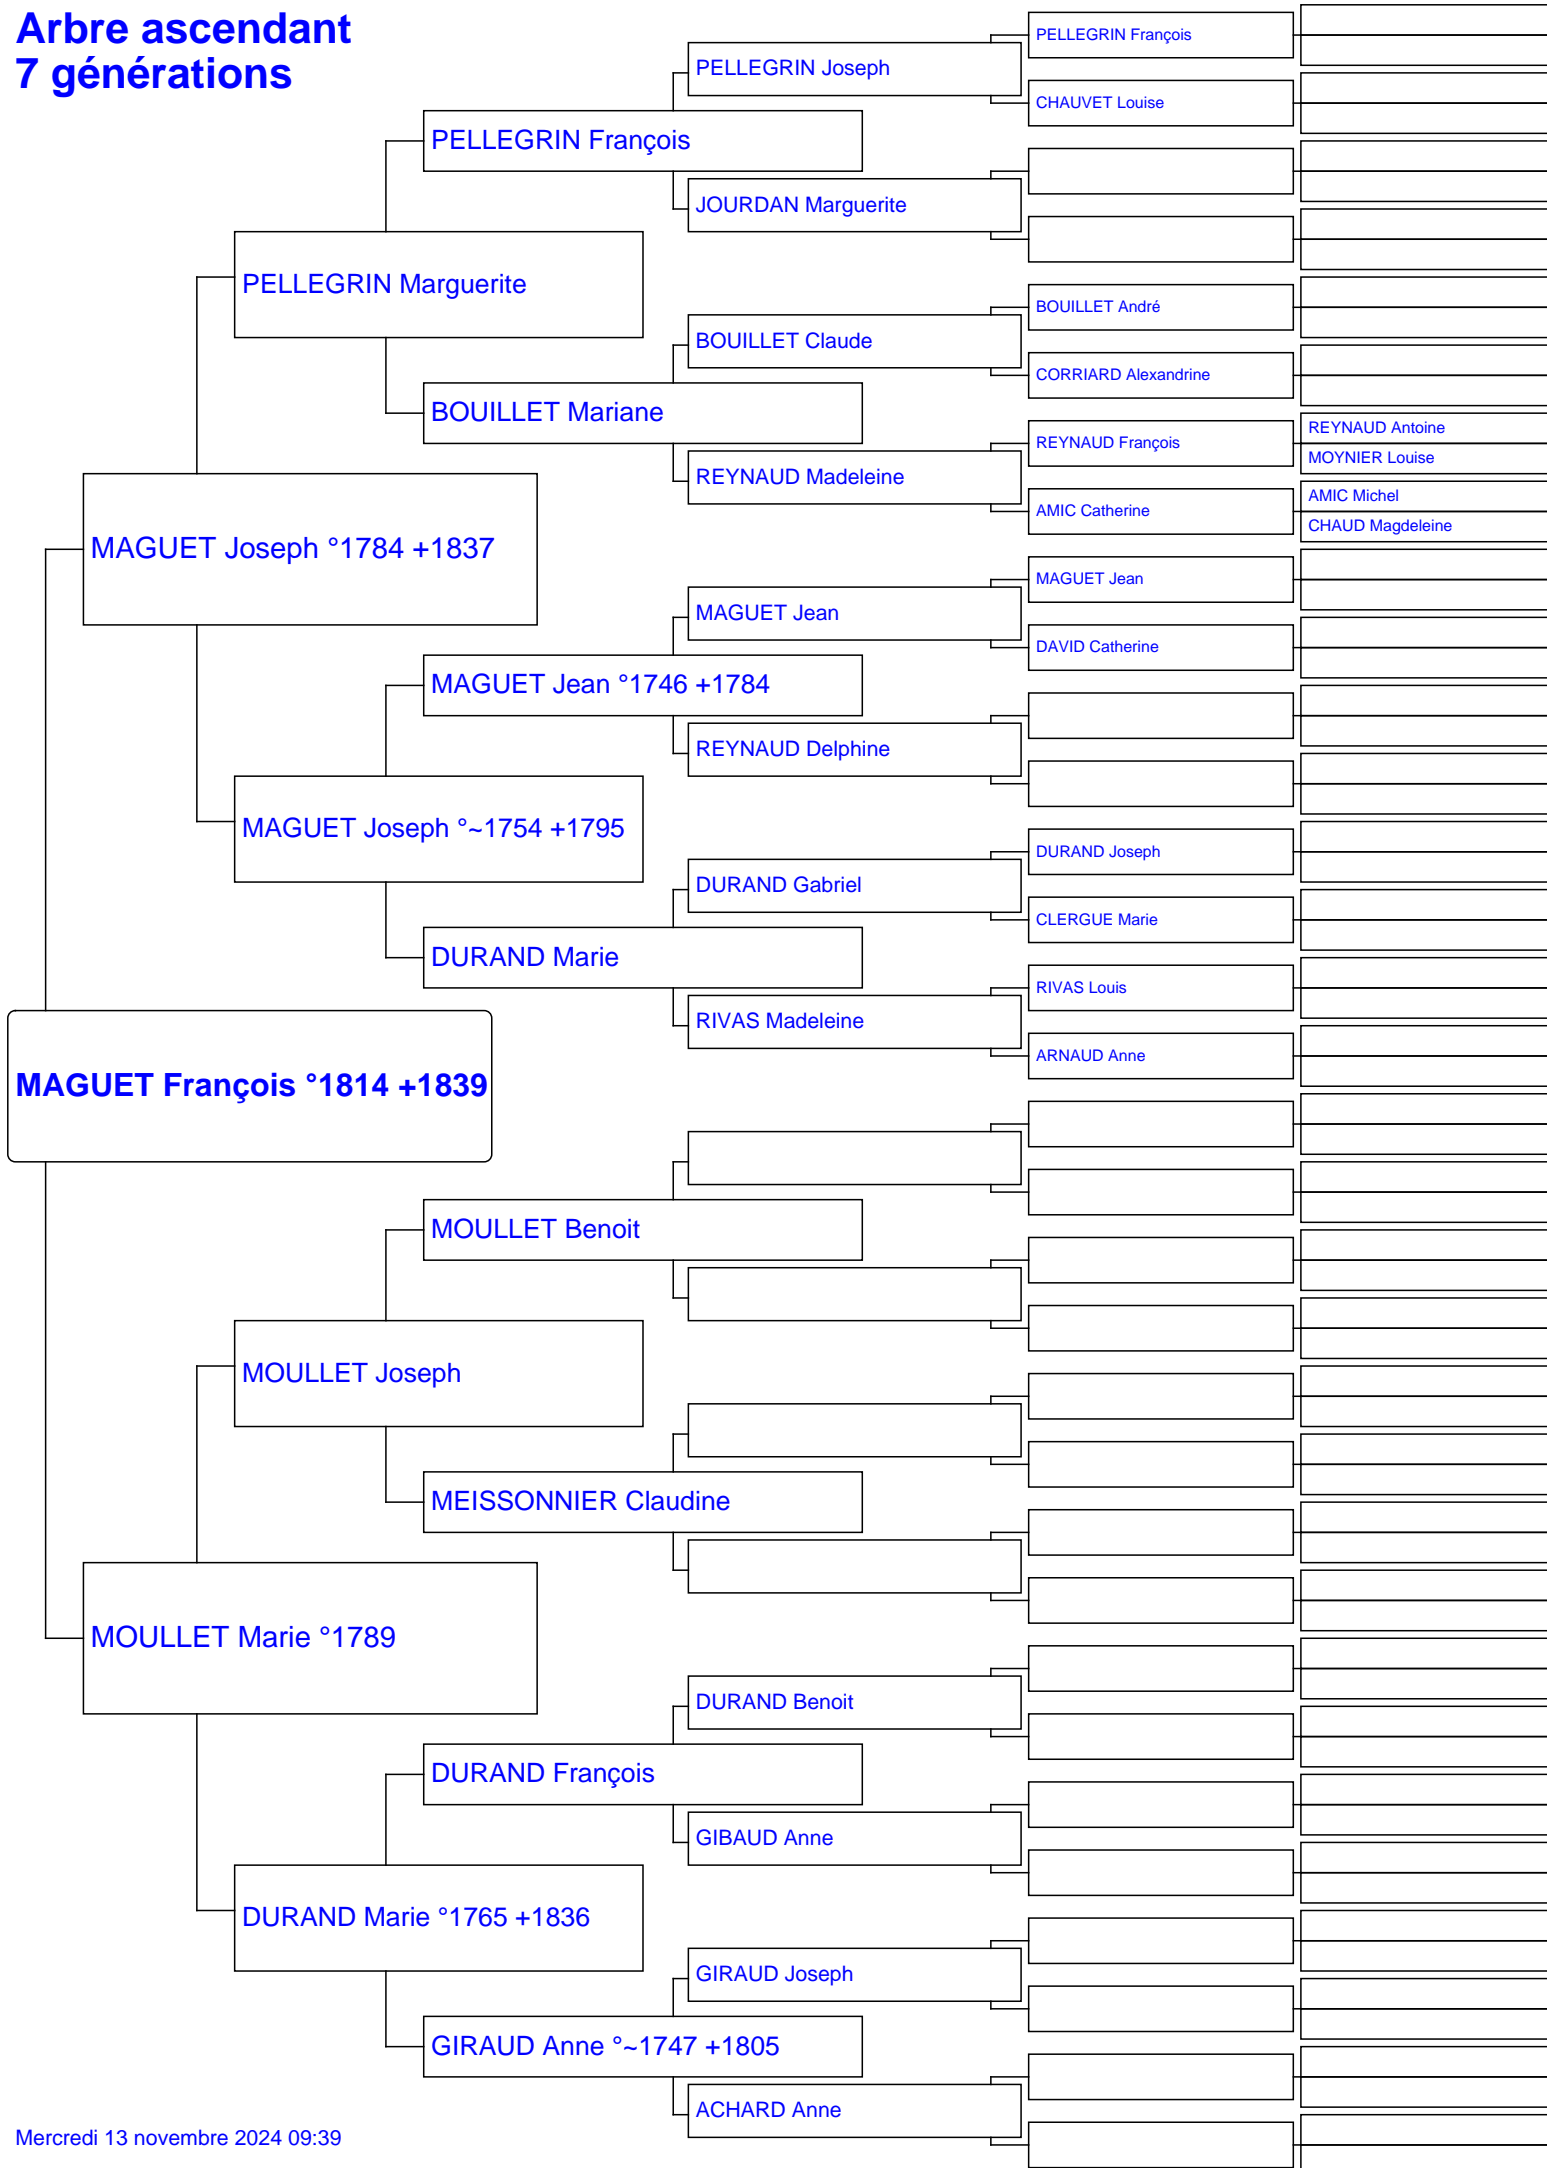 Arbre ascendant
7 générations
PELLEGRIN François
PELLEGRIN Joseph
CHAUVET Louise
PELLEGRIN François
JOURDAN Marguerite
PELLEGRIN Marguerite
BOUILLET André
BOUILLET Claude
CORRIARD Alexandrine
BOUILLET Mariane
REYNAUD Antoine
REYNAUD François
MOYNIER Louise
REYNAUD Madeleine
AMIC Michel
AMIC Catherine
CHAUD Magdeleine
MAGUET Joseph °1784 +1837
MAGUET Jean
MAGUET Jean
DAVID Catherine
MAGUET Jean °1746 +1784
REYNAUD Delphine
MAGUET Joseph °~1754 +1795
DURAND Joseph
DURAND Gabriel
CLERGUE Marie
DURAND Marie
RIVAS Louis
RIVAS Madeleine
ARNAUD Anne
MAGUET François °1814 +1839
MOULLET Benoit
MOULLET Joseph
MEISSONNIER Claudine
MOULLET Marie °1789
DURAND Benoit
DURAND François
GIBAUD Anne
DURAND Marie °1765 +1836
GIRAUD Joseph
GIRAUD Anne °~1747 +1805
ACHARD Anne
Mercredi 13 novembre 2024 09:39